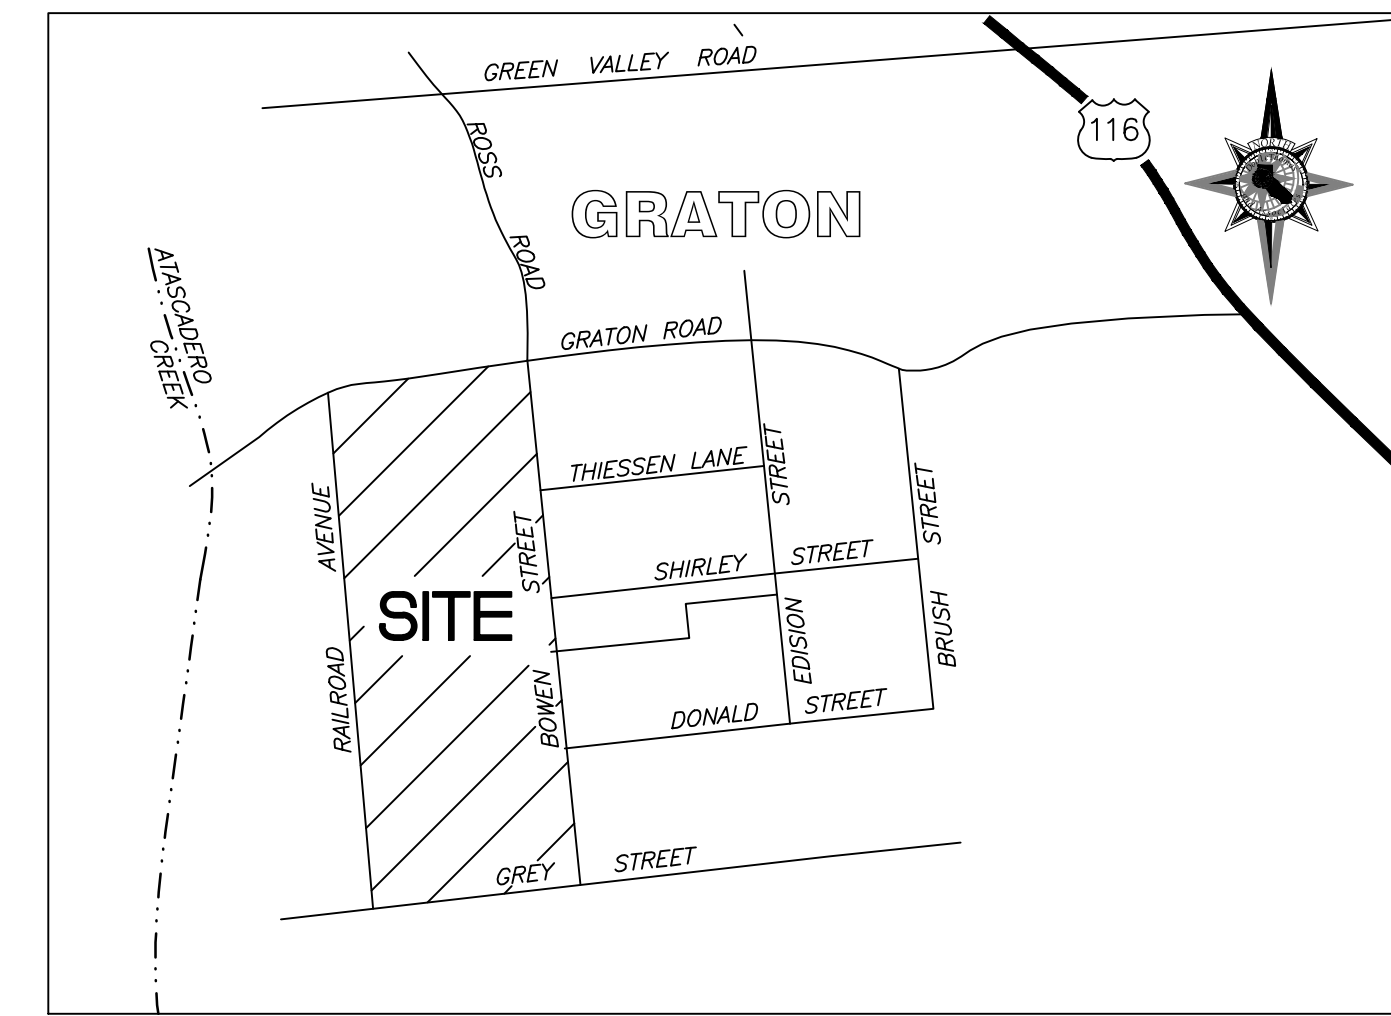 GREEN VALLEY ROAD
116
NORTH
ROSS ROAD
GRATON
ATASCADERO
CREEK
GRATON ROAD
THIESSEN LANE
STREET
STREET
AVENUE
STREET
SHIRLEY STREET
SITE
EDISION
BRUSH
RAILROAD
BOWEN
DONALD STREET
GREY STREET